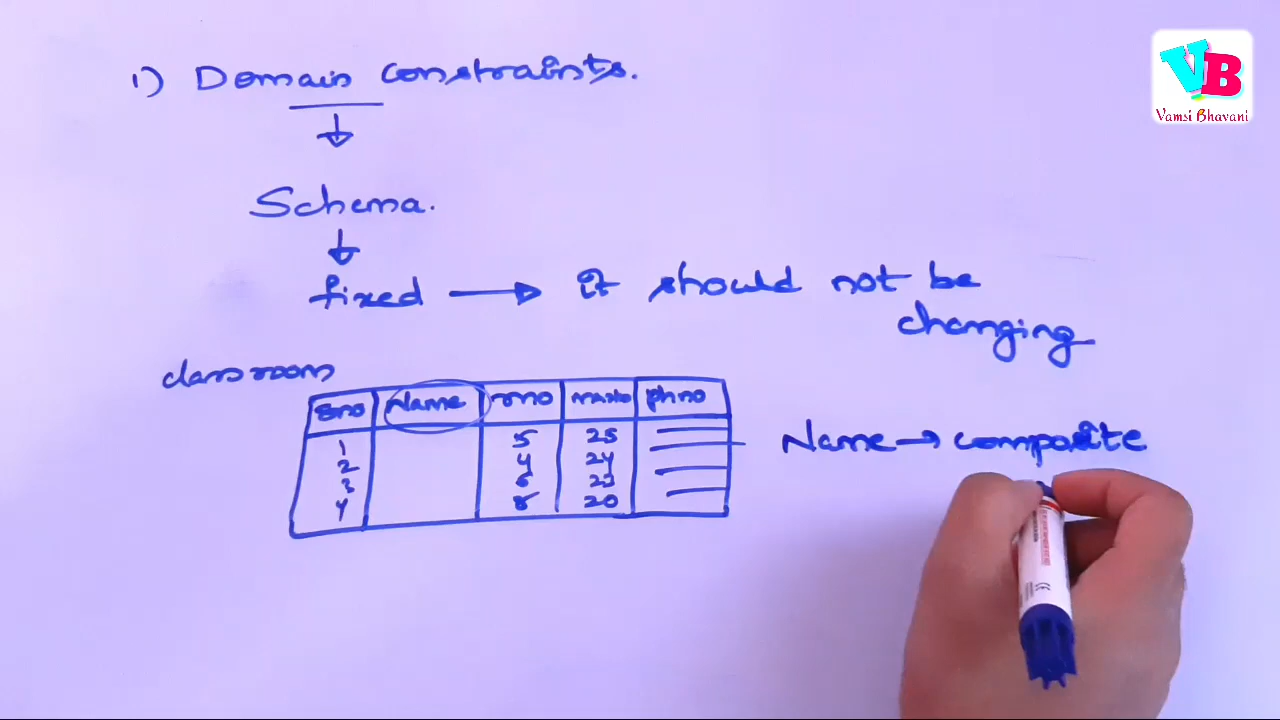 VB
Vamsi Bhavani
1) Domain constraints.
Schema.
fixed → it should not be
changing
classroom
Sno Name rno marks phno
1 5 25
2 4 24
3 6 23
4 8 20
Name → composite